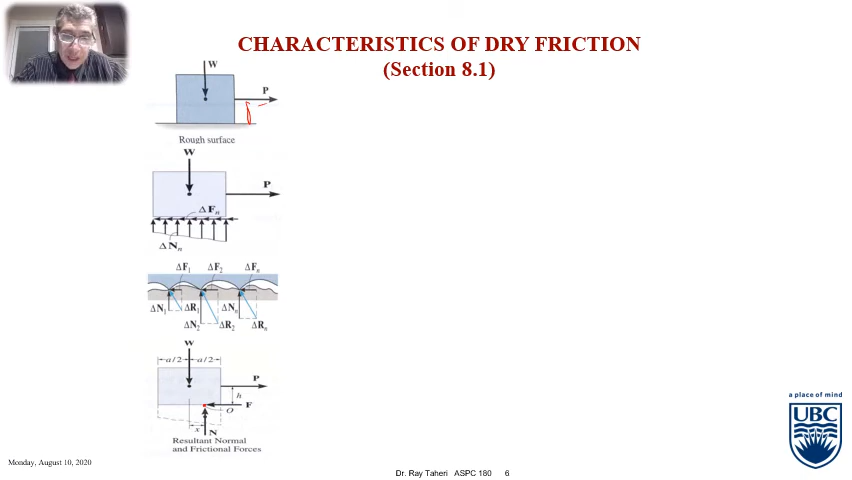 CHARACTERISTICS OF DRY FRICTION
(Section 8.1)
W
P
Rough surface
W
P
ΔFn
ΔNn
ΔF1 ΔF2 ΔFn
ΔN1 ΔR1 ΔNn
ΔN2 ΔR2 ΔRn
W
a/2 a/2
P
h
F
O
x
N
Resultant Normal
and Frictional Forces
a place of mind
UBC
Monday, August 10, 2020
Dr. Ray Taheri ASPC 180 6